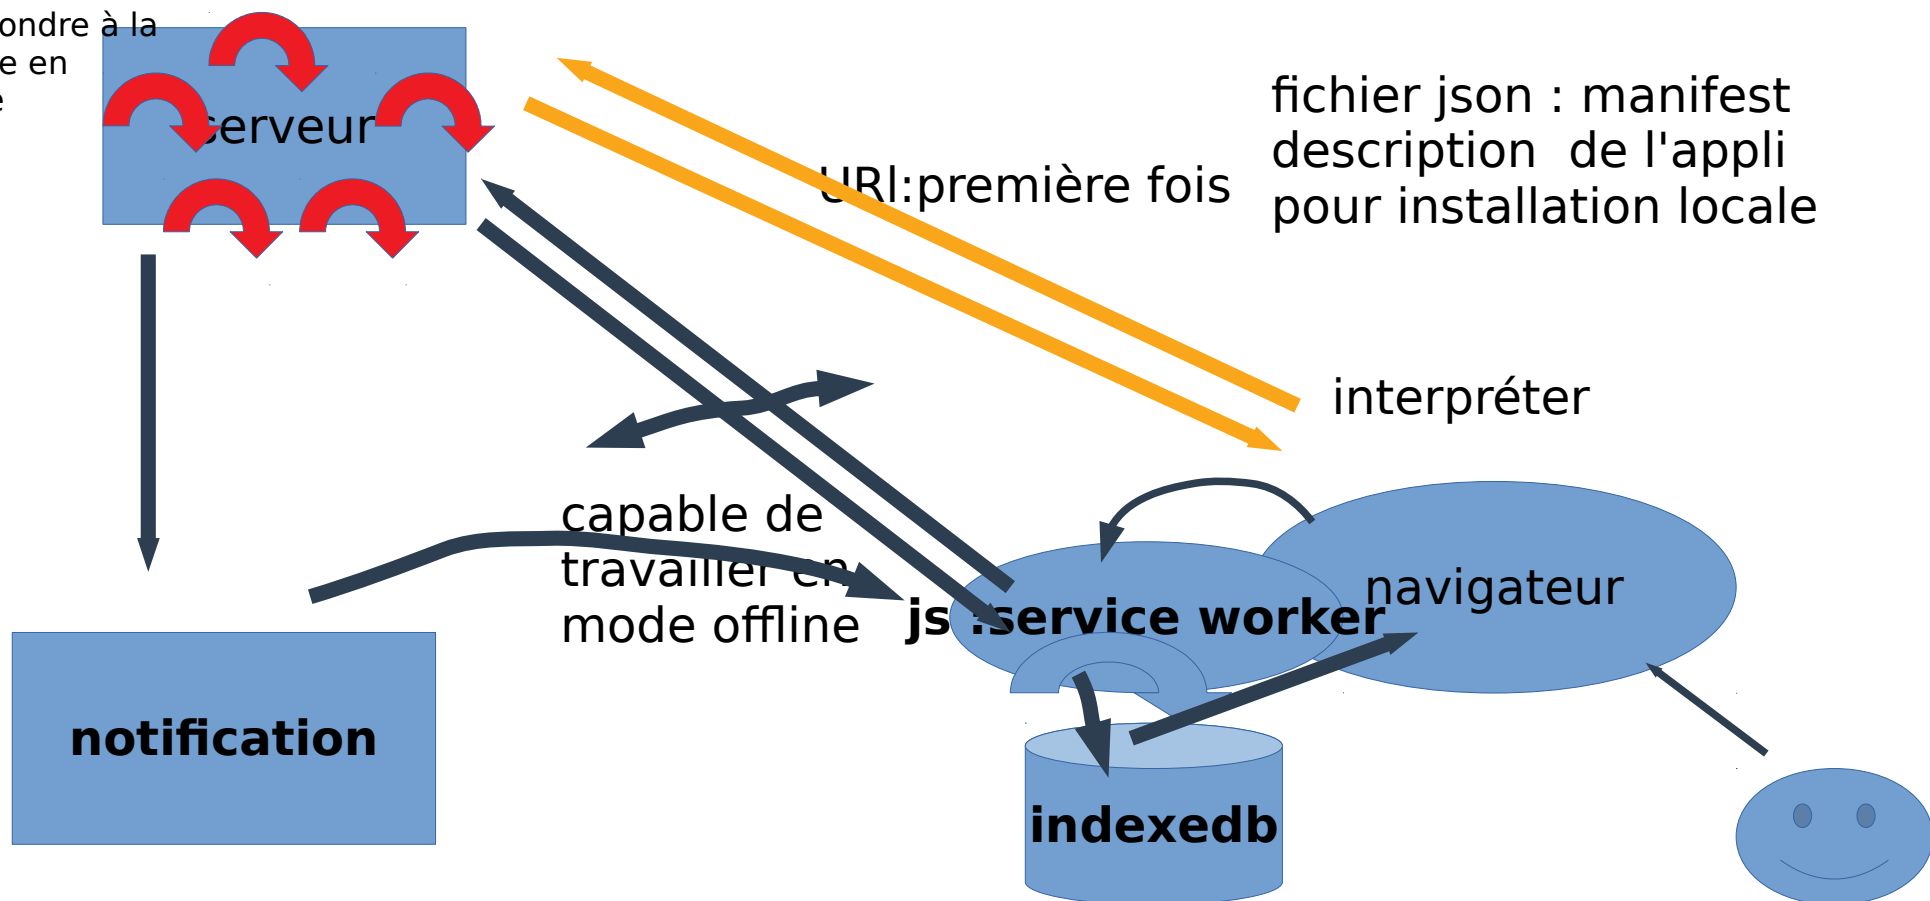 ondre à la
e en
e
serveur
URl:première fois
fichier json : manifest
description  de l'appli
pour installation locale
interpréter
capable de
travailler en
mode offline
js :service worker
navigateur
notification
indexedb